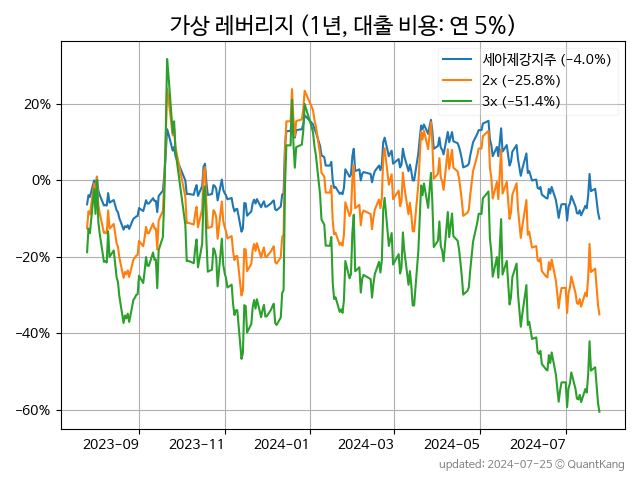 가상 레버리지 (1년, 대출 비용: 연 5%)
세아제강지주 (−4.0%)
2x (−25.8%)
3x (−51.4%)
20%
0%
−20%
−40%
−60%
2023-09 2023-11 2024-01 2024-03 2024-05 2024-07
updated: 2024-07-25 © QuantKang